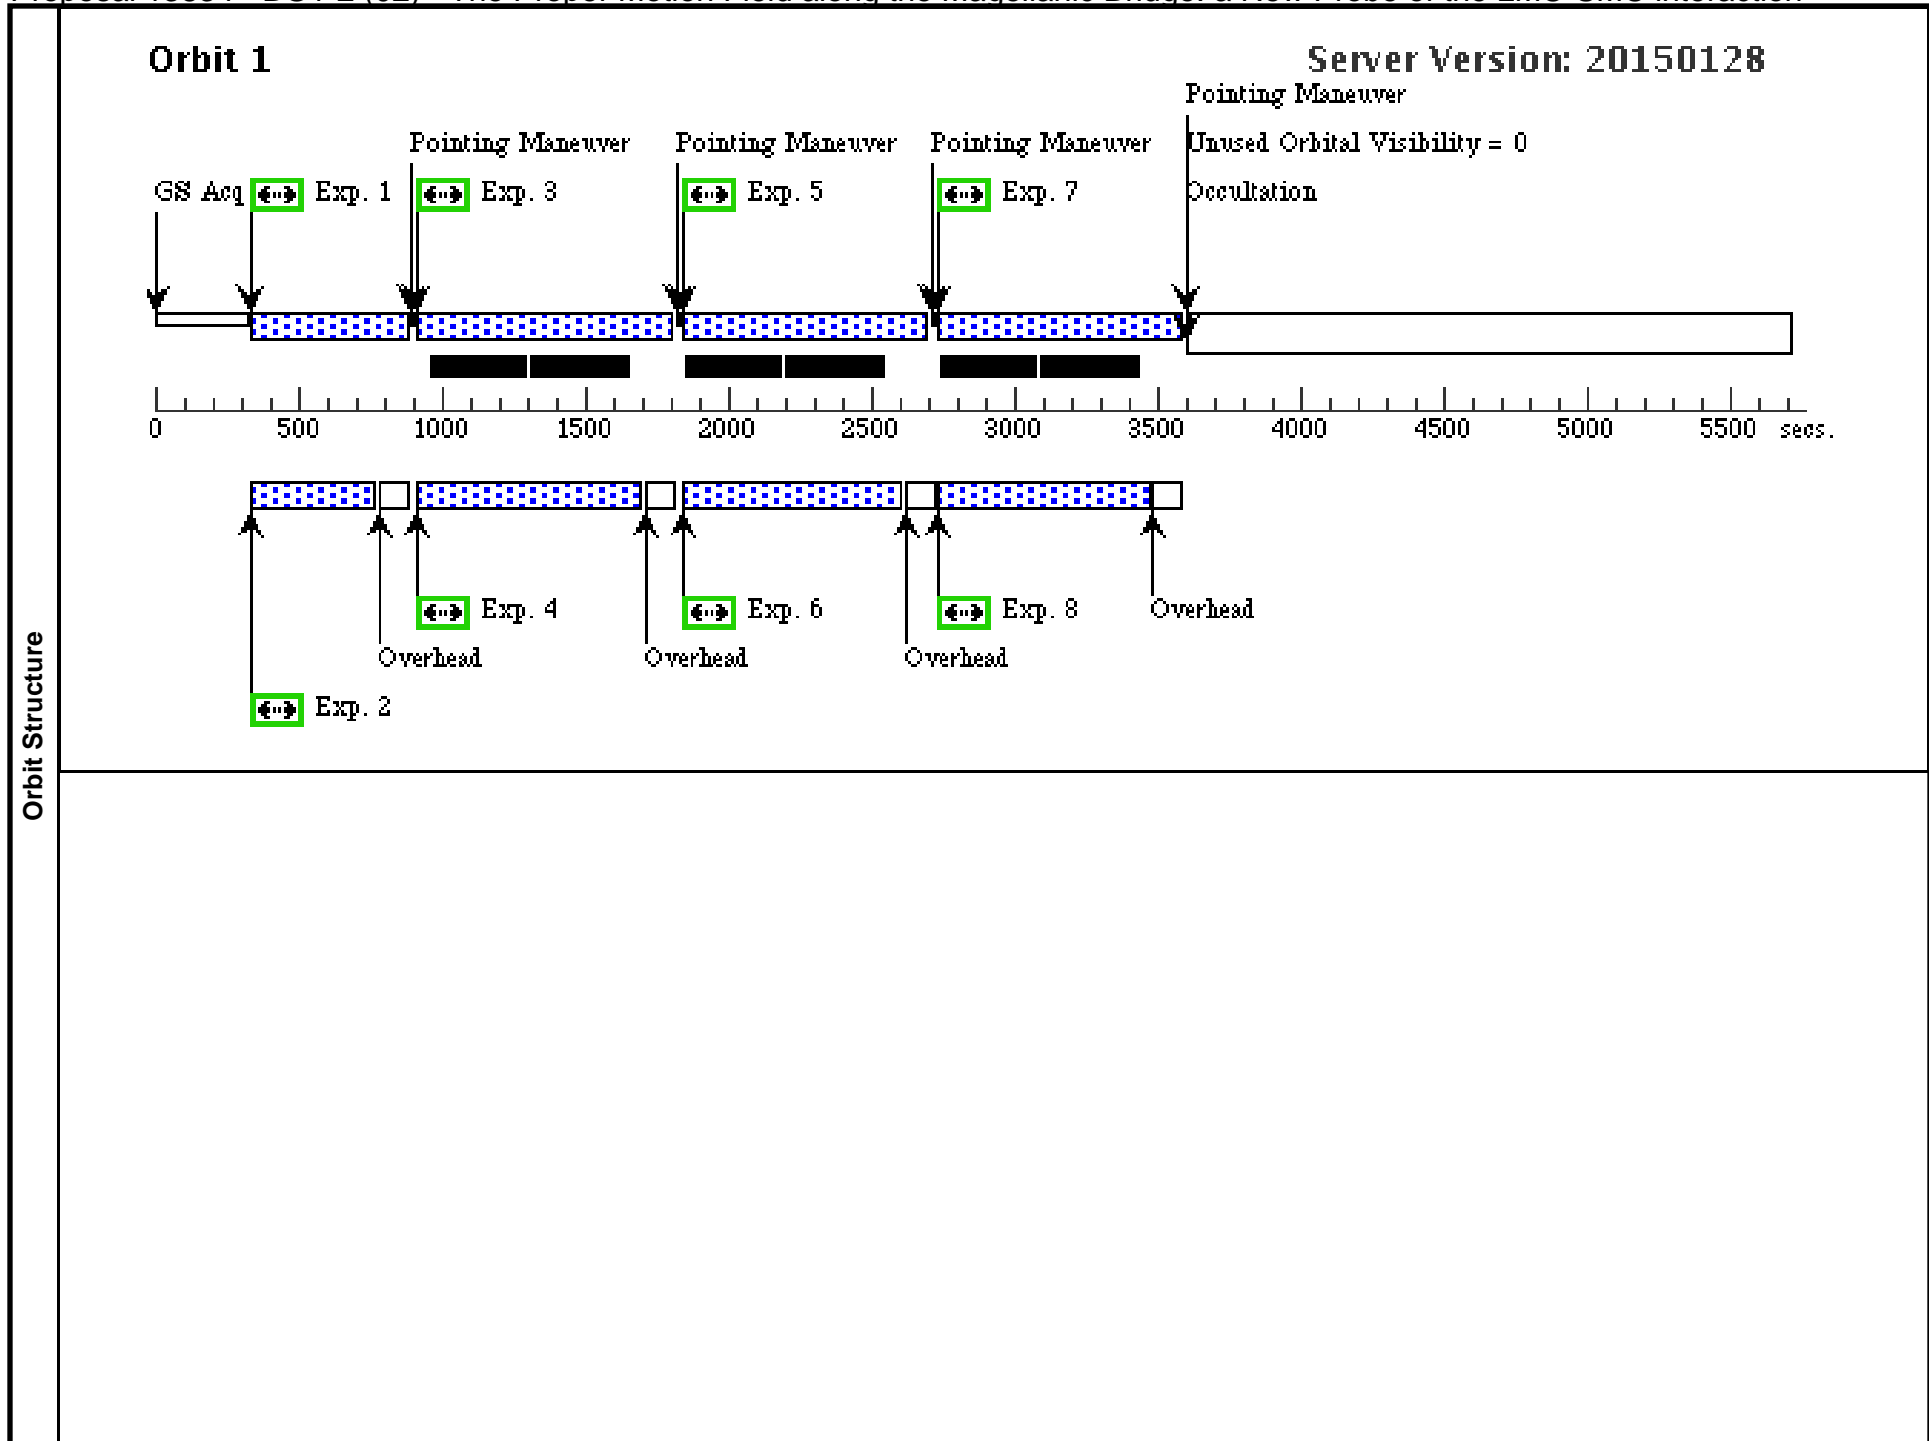 Orbit 1
Server Version: 20150128
Pointing Maneuver
Pointing Maneuver
Pointing Maneuver
Pointing Maneuver
Unused Orbital Visibility = 0
GS Acq
Exp. 1
Exp. 3
Exp. 5
Exp. 7
Occultation
0 500 1000 1500 2000 2500 3000 3500 4000 4500 5000 5500 secs.
Exp. 4
Exp. 6
Exp. 8
Overhead
Overhead
Overhead
Overhead
Exp. 2
Orbit Structure